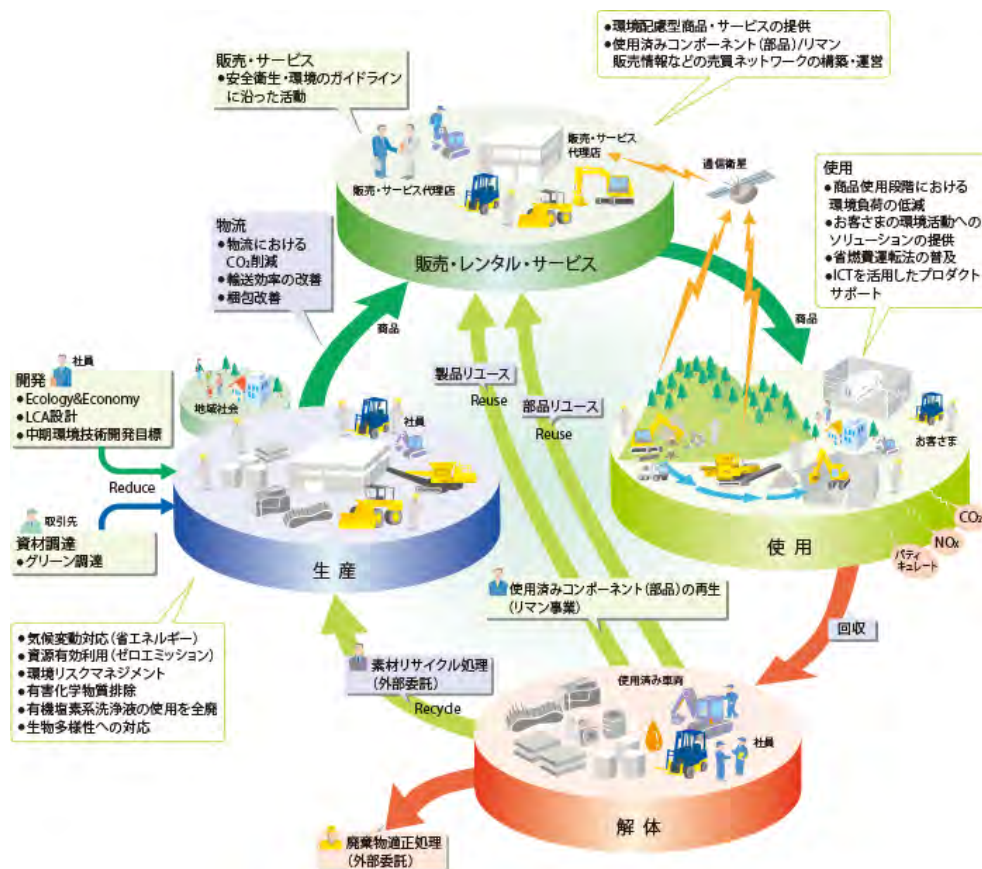 ●環境配慮型商品・サービスの提供
●使用済みコンポーネント(部品)/リマン
販売情報などの売買ネットワークの構築・運営
販売・サービス
●安全衛生・環境のガイドライン
に沿った活動
販売・サービス
代理店
通信衛星
販売・サービス代理店
使用
●商品使用段階における
環境負荷の低減
●お客さまの環境活動への
ソリューションの提供
●省燃費運転法の普及
●ICTを活用したプロダクト
サポート
物流
●物流における
CO₂削減
●輸送効率の改善
●梱包改善
販売・レンタル・サービス
商品
商品
社員
開発
●Ecology&Economy
●LCA設計
●中期環境技術開発目標
地域社会
製品リユース
Reuse
部品リユース
Reuse
社員
お客さま
Reduce
取引先
資材調達
●グリーン調達
生産
使用
CO₂
NOx
パティ
キュレート
使用済みコンポーネント(部品)の再生
(リマン事業)
回収
●気候変動対応(省エネルギー)
●資源有効利用(ゼロエミッション)
●環境リスクマネジメント
●有害化学物質排除
●有機塩素系洗浄液の使用を全廃
●生物多様性への対応
素材リサイクル処理
(外部委託)
Recycle
使用済み車両
社員
解体
廃棄物適正処理
(外部委託)